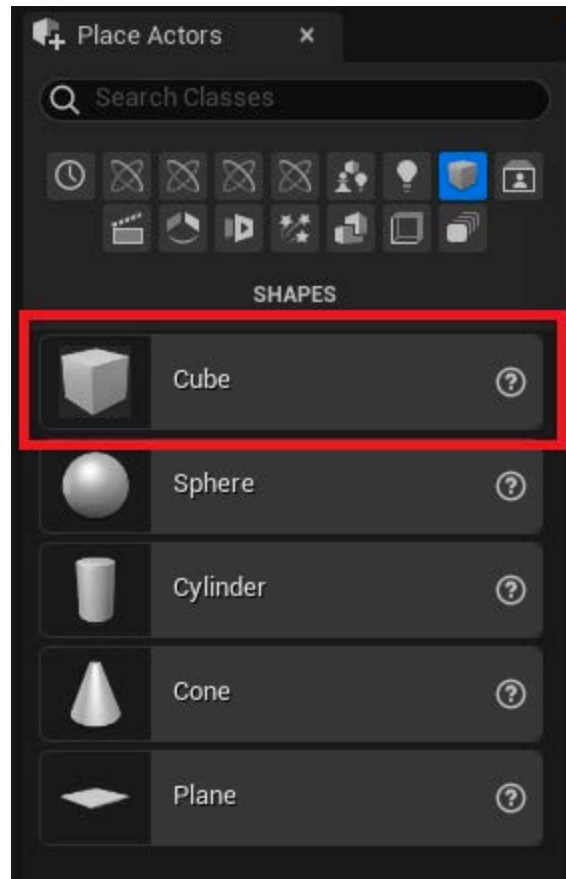 Place Actors
Search Classes
SHAPES
Cube
Sphere
Cylinder
Cone
Plane